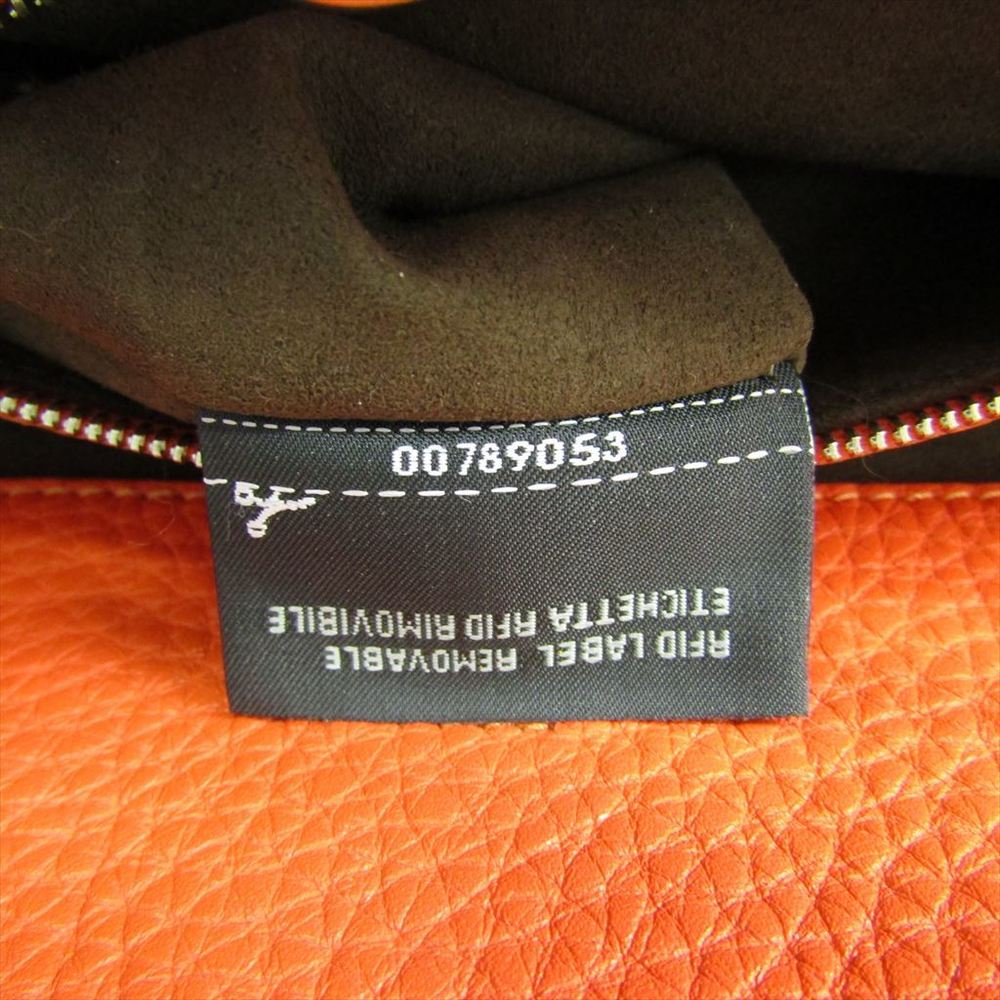 00789053
RFID LABEL REMOVABLE
ETICHETTA RFID RIMOVIBILE